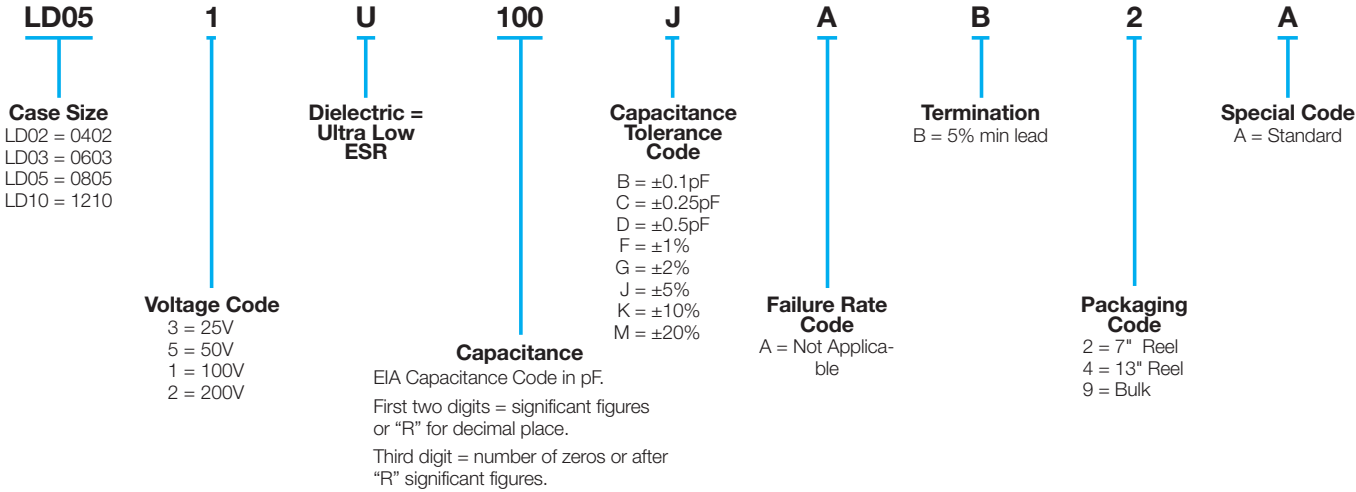 LD05 1 U 100 J A B 2 A
Case Size
LD02 = 0402
LD03 = 0603
LD05 = 0805
LD10 = 1210
Voltage Code
3 = 25V
5 = 50V
1 = 100V
2 = 200V
Dielectric =
Ultra Low
ESR
Capacitance
EIA Capacitance Code in pF.
First two digits = significant figures
or “R” for decimal place.
Third digit = number of zeros or after
“R” significant figures.
Capacitance
Tolerance
Code
B = ±0.1pF
C = ±0.25pF
D = ±0.5pF
F = ±1%
G = ±2%
J = ±5%
K = ±10%
M = ±20%
Failure Rate
Code
A = Not Applica-
ble
Termination
B = 5% min lead
Packaging
Code
2 = 7" Reel
4 = 13" Reel
9 = Bulk
Special Code
A = Standard